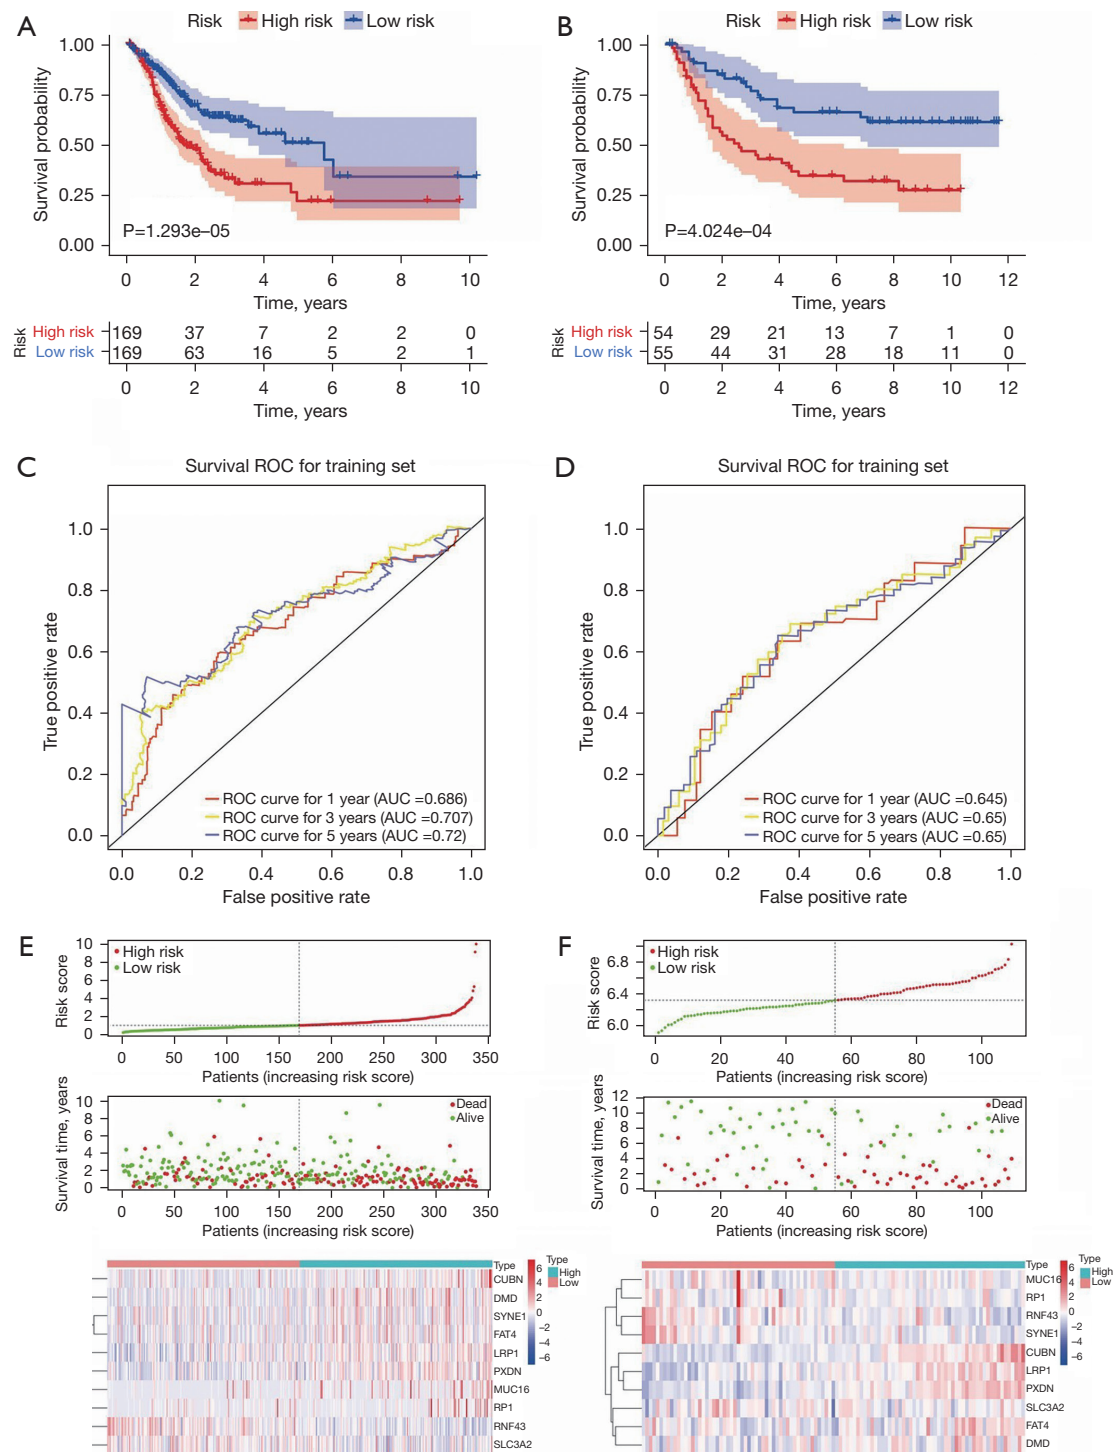 A
Risk High risk Low risk
Survival probability
1.00
0.75
0.50
0.25
0.00
P=1.293e–05
0 2 4 6 8 10
Time, years
Risk
High risk 169 37 7 2 2 0
Low risk 169 63 16 5 2 1
0 2 4 6 8 10
Time, years
B
Risk High risk Low risk
Survival probability
1.00
0.75
0.50
0.25
0.00
P=4.024e–04
0 2 4 6 8 10 12
Time, years
Risk
High risk 54 29 21 13 7 1 0
Low risk 55 44 31 28 18 11 0
0 2 4 6 8 10 12
Time, years
C
Survival ROC for training set
True positive rate
1.0
0.8
0.6
0.4
0.2
0.0
ROC curve for 1 year (AUC =0.686)
ROC curve for 3 years (AUC =0.707)
ROC curve for 5 years (AUC =0.72)
0.0 0.2 0.4 0.6 0.8 1.0
False positive rate
D
Survival ROC for training set
True positive rate
1.0
0.8
0.6
0.4
0.2
0.0
ROC curve for 1 year (AUC =0.645)
ROC curve for 3 years (AUC =0.65)
ROC curve for 5 years (AUC =0.65)
0.0 0.2 0.4 0.6 0.8 1.0
False positive rate
E
Risk score
10
8
6
4
2
0
High risk
Low risk
0 50 100 150 200 250 300 350
Patients (increasing risk score)
Survival time, years
10
8
6
4
2
0
Dead
Alive
0 50 100 150 200 250 300 350
Patients (increasing risk score)
Type
CUBN
DMD
SYNE1
FAT4
LRP1
PXDN
MUC16
RP1
RNF43
SLC3A2
6
4
2
0
–2
–4
–6
Type
High
Low
F
Risk score
6.8
6.4
6.0
High risk
Low risk
0 20 40 60 80 100
Patients (increasing risk score)
Survival time, years
12
10
8
6
4
2
0
Dead
Alive
0 20 40 60 80 100
Patients (increasing risk score)
Type
MUC16
RP1
RNF43
SYNE1
CUBN
LRP1
PXDN
SLC3A2
FAT4
DMD
6
4
2
0
–2
–4
–6
Type
High
Low